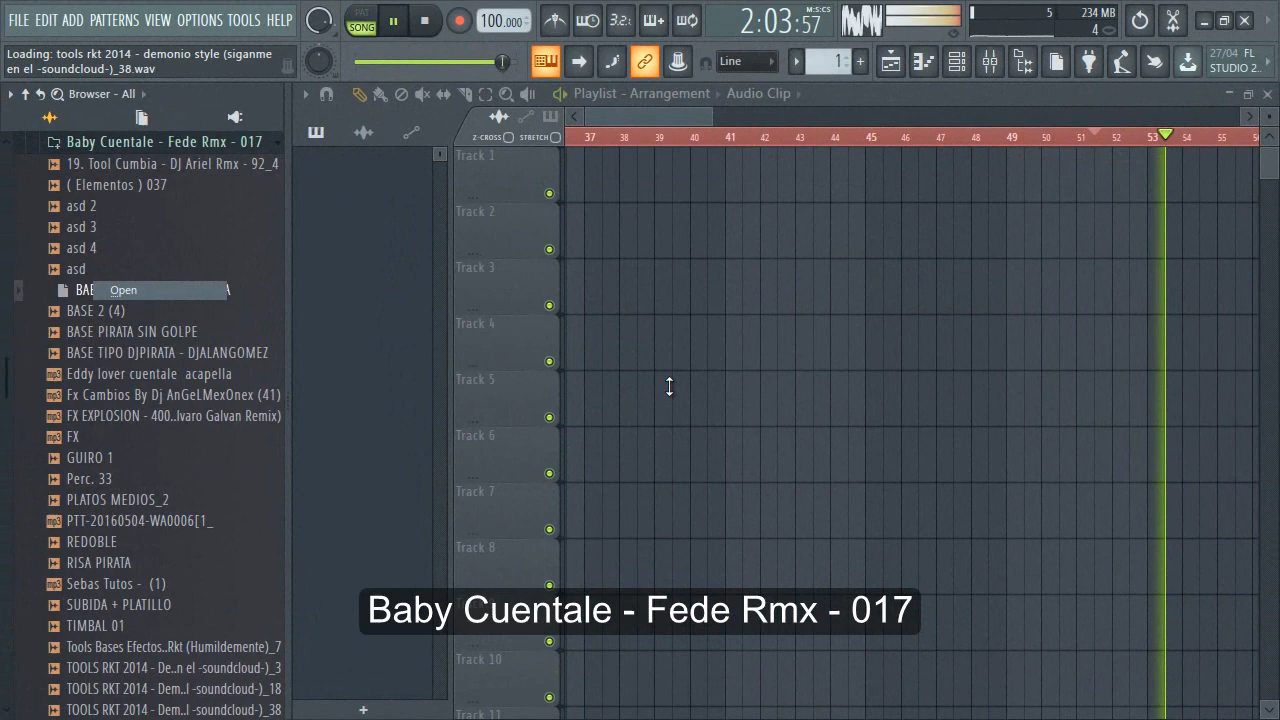 FILE EDIT ADD PATTERNS VIEW OPTIONS TOOLS HELP
PAT
SONG
100.000
3.2.
2:03:57
M:S:CS
5
234 MB
4
Loading: tools rkt 2014 - demonio style (siganme
en el -soundcloud-)_38.wav
Line
1
27/04 FL
STUDIO 2..
Browser - All
Playlist - Arrangement
Audio Clip
Z-CROSS
STRETCH
37 38 39 40 41 42 43 44 45 46 47 48 49 50 51 52 53 54 55
Baby Cuentale - Fede Rmx - 017
19. Tool Cumbia - DJ Ariel Rmx - 92_4
( Elementos ) 037
asd 2
asd 3
asd 4
asd
Open
BASE 2 (4)
BASE PIRATA SIN GOLPE
BASE TIPO DJPIRATA - DJALANGOMEZ
Eddy lover cuentale acapella
Fx Cambios By Dj AnGeLMexOnex (41)
FX EXPLOSION - 400..lvaro Galvan Remix)
FX
GUIRO 1
Perc. 33
PLATOS MEDIOS_2
PTT-20160504-WA0006[1_
REDOBLE
RISA PIRATA
Sebas Tutos - (1)
SUBIDA + PLATILLO
TIMBAL 01
Tools Bases Efectos..Rkt (Humildemente)_7
TOOLS RKT 2014 - De..n el -soundcloud-)_3
TOOLS RKT 2014 - Dem..l -soundcloud-)_18
TOOLS RKT 2014 - Dem..l -soundcloud-)_38
Track 1
Track 2
Track 3
Track 4
Track 5
Track 6
Track 7
Track 8
Track 10
Track 11
Baby Cuentale - Fede Rmx - 017